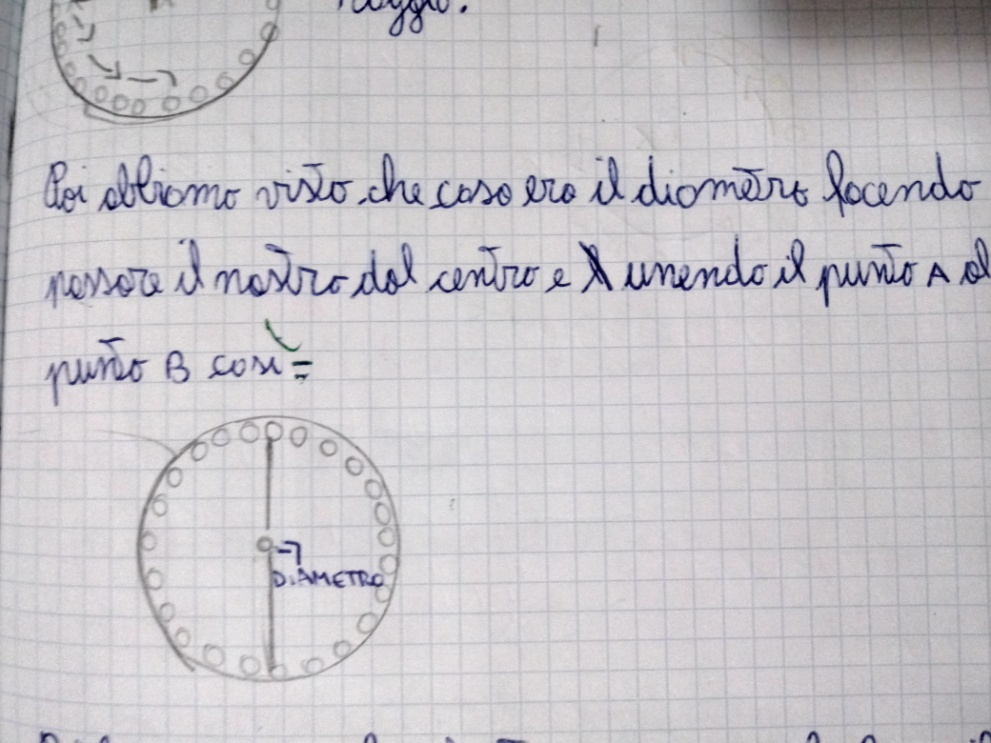 raggio.
Poi abbiamo visto che cosa era il diametro facendo
passare il nastro dal centro e unendo il punto A al
punto B così =
DIAMETRO